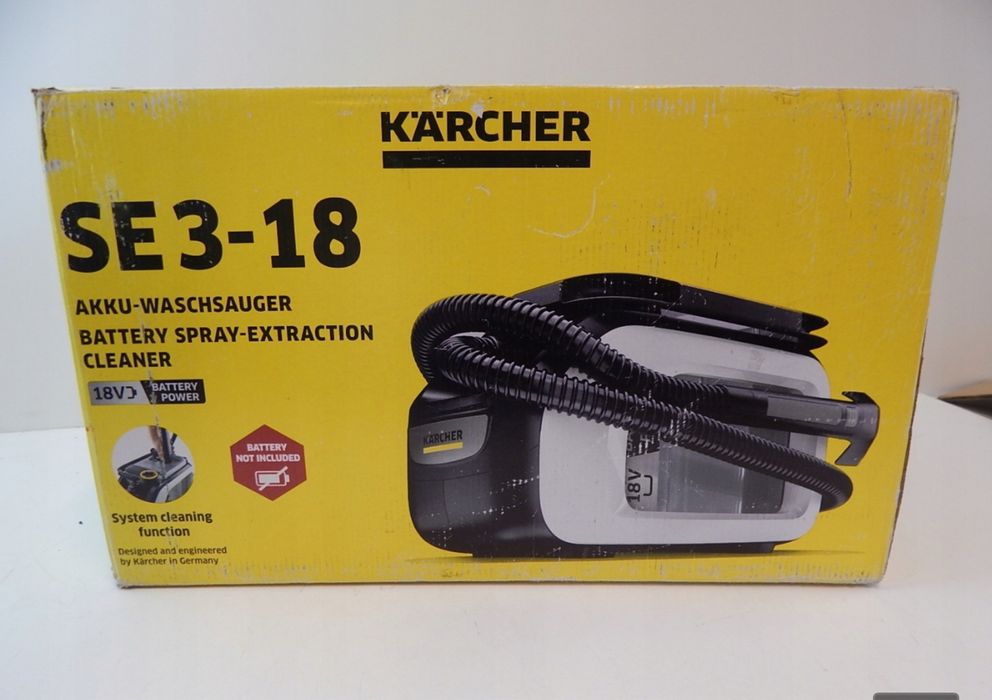 KÄRCHER
SE 3-18
AKKU-WASCHSAUGER
BATTERY SPRAY-EXTRACTION
CLEANER
18V
BATTERY
POWER
BATTERY
NOT INCLUDED
System cleaning
function
Designed and engineered
by Kärcher in Germany
KÄRCHER
18V